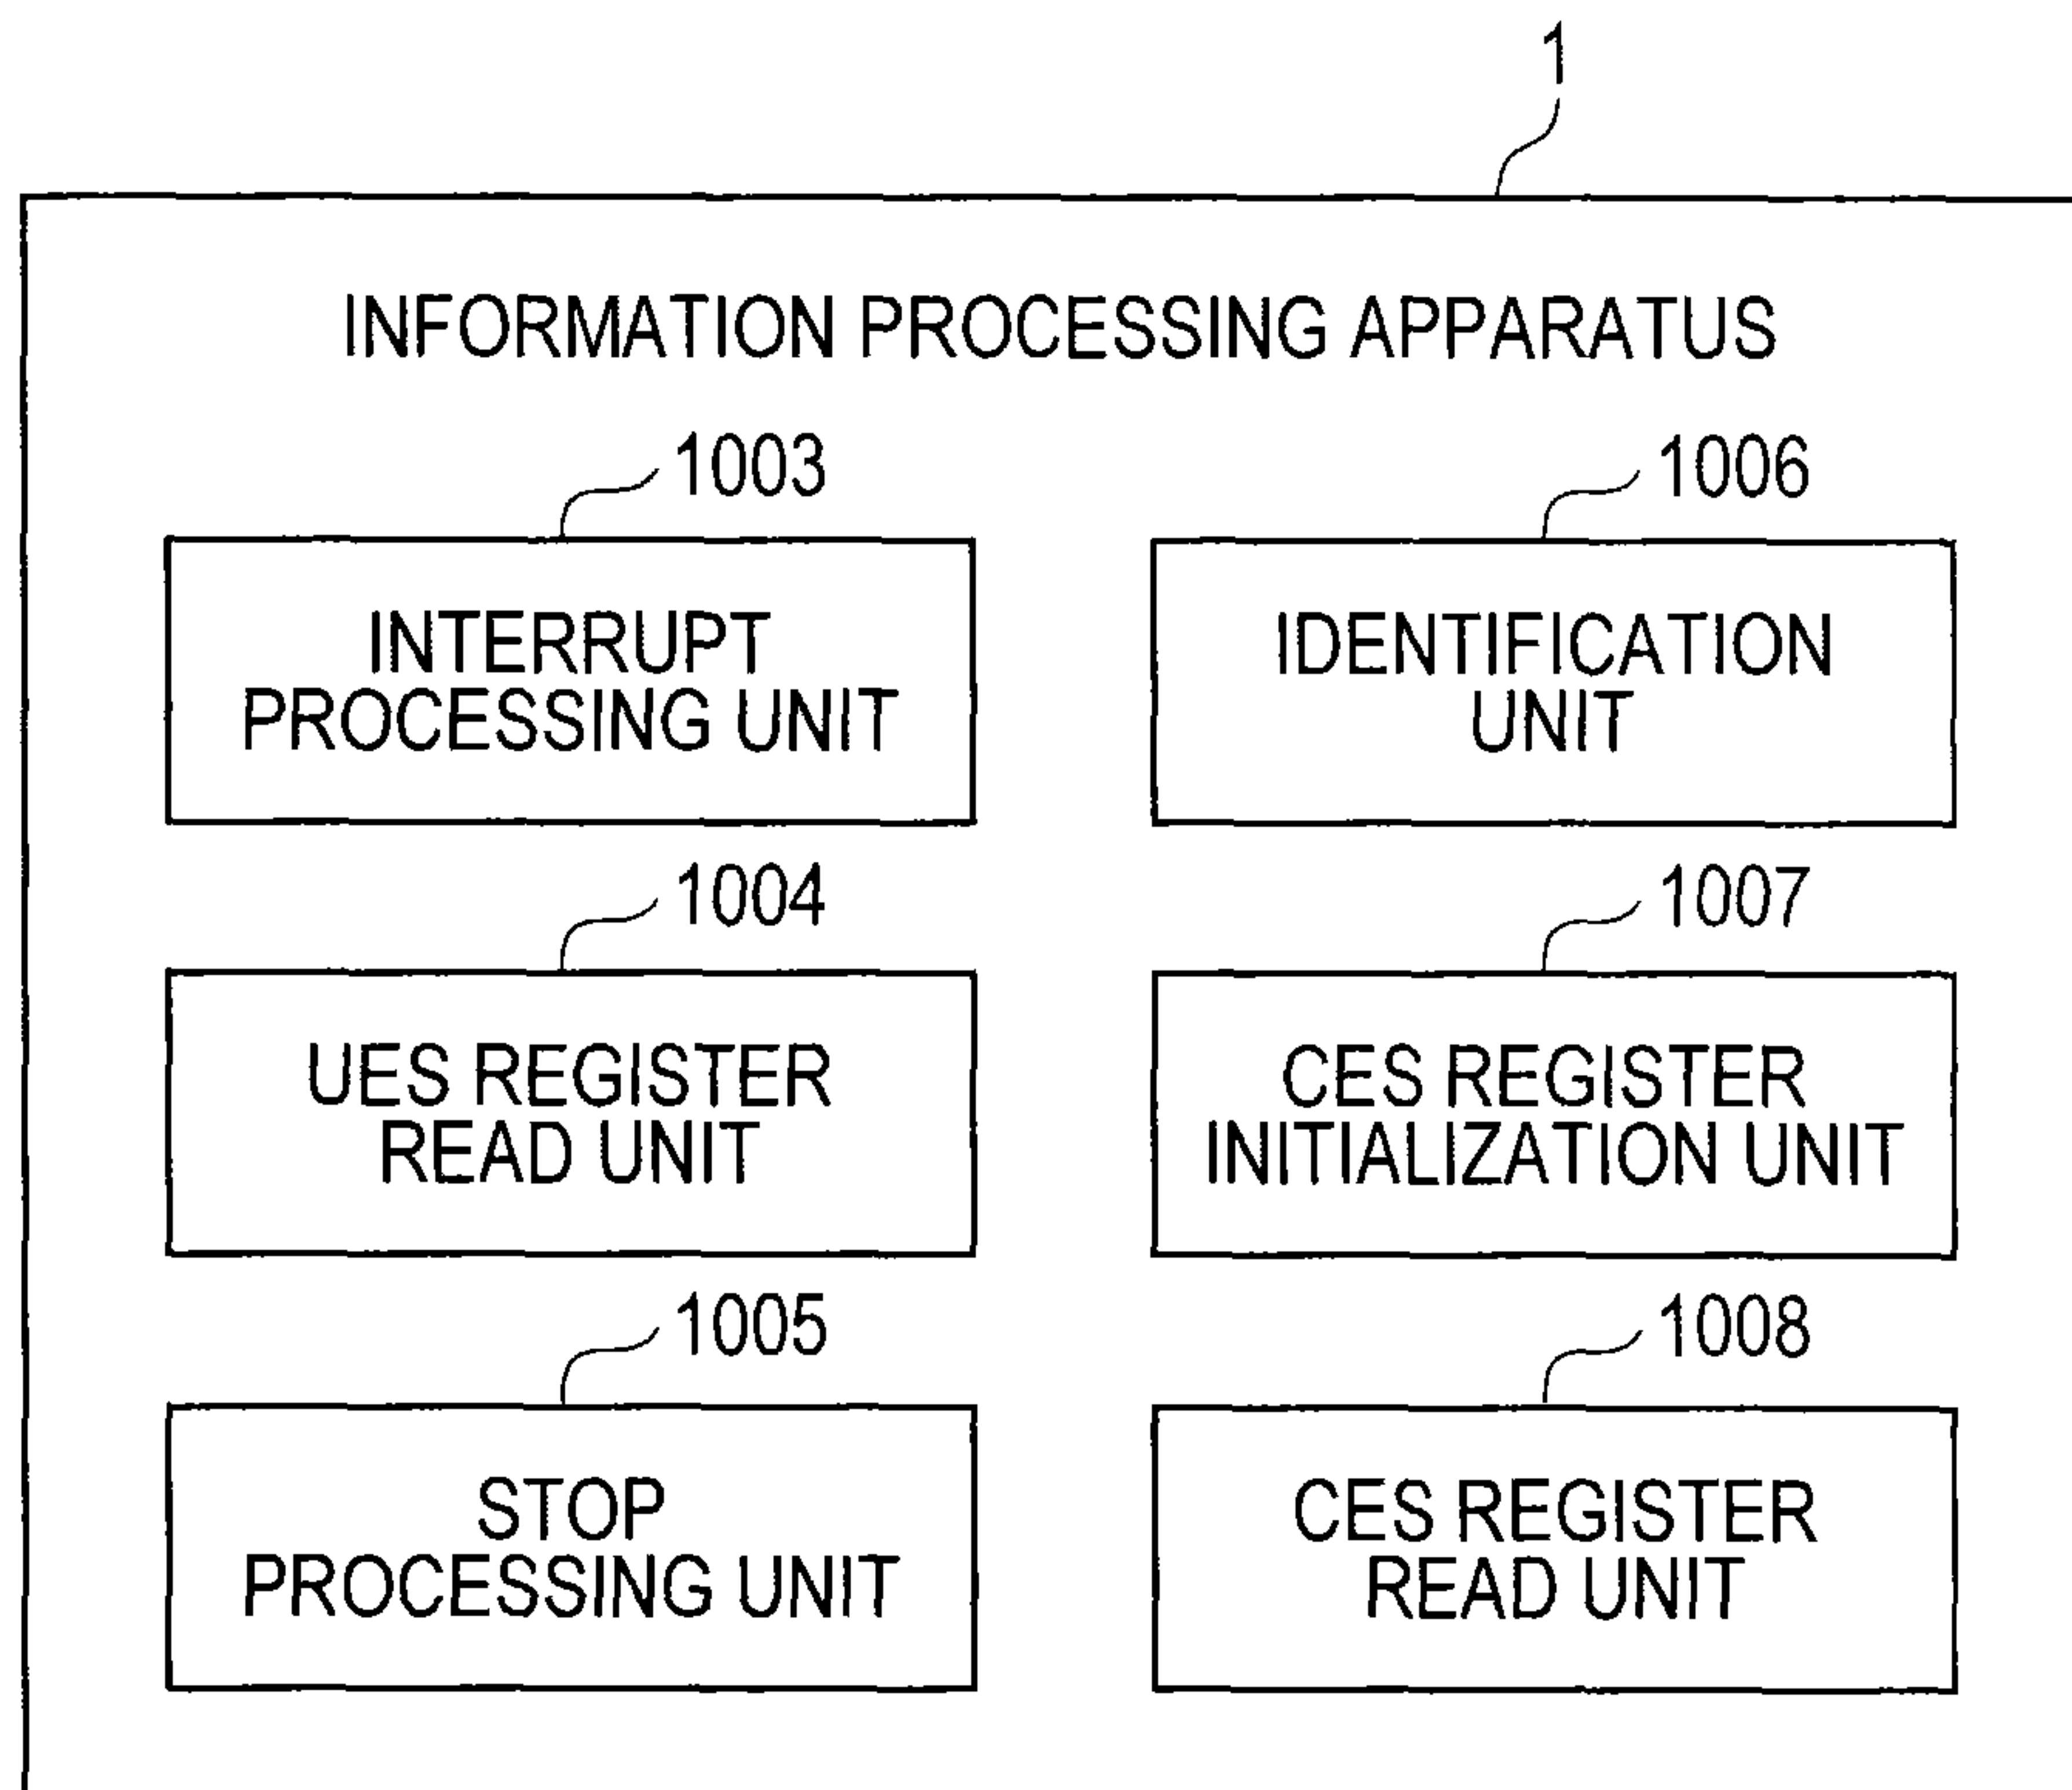 1
INFORMATION PROCESSING APPARATUS
1003
INTERRUPT
PROCESSING UNIT
1006
IDENTIFICATION
UNIT
1004
UES REGISTER
READ UNIT
1007
CES REGISTER
INITIALIZATION UNIT
1005
STOP
PROCESSING UNIT
1008
CES REGISTER
READ UNIT